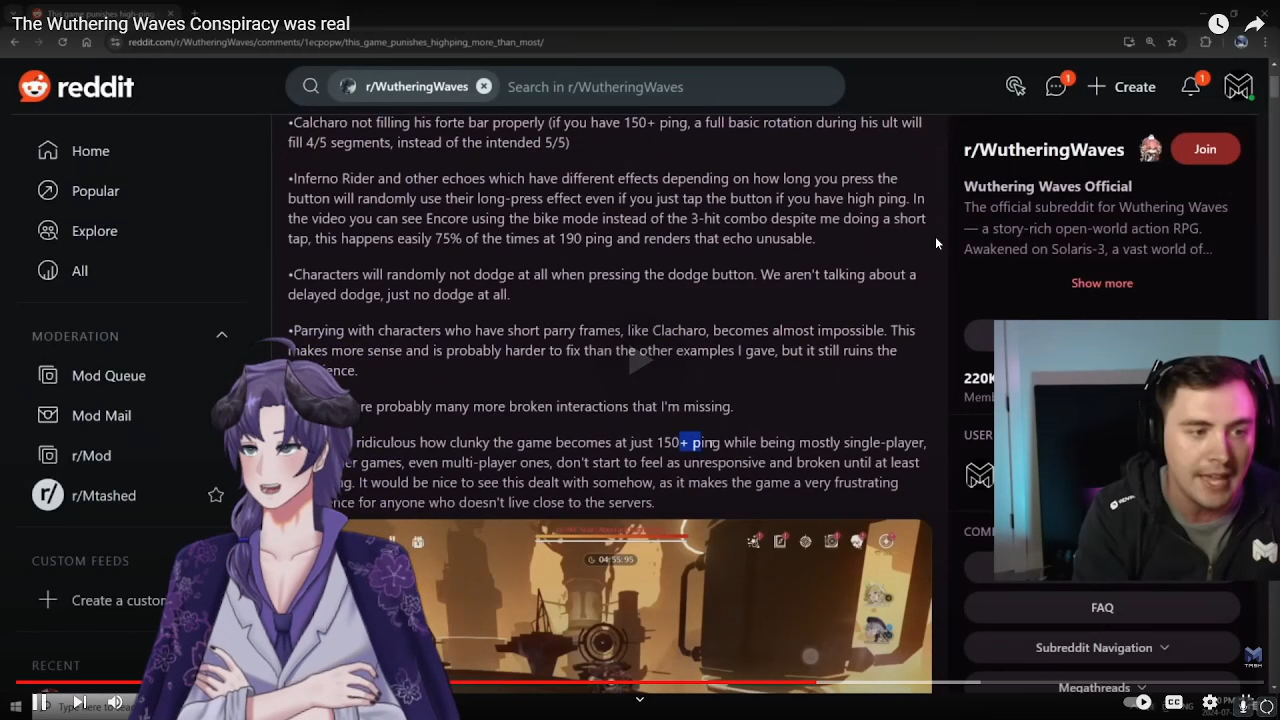 The Wuthering Waves Conspiracy was real
reddit.com/r/WutheringWaves/comments/1ecpopw/this_game_punishes_highping_more_than_most/
reddit
r/WutheringWaves
Search in r/WutheringWaves
1
Create
1
Home
Popular
Explore
All
MODERATION
Mod Queue
Mod Mail
r/Mod
r/ r/Mtashed
CUSTOM FEEDS
Create a custom
RECENT
•Calcharo not filling his forte bar properly (if you have 150+ ping, a full basic rotation during his ult will
fill 4/5 segments, instead of the intended 5/5)
•Inferno Rider and other echoes which have different effects depending on how long you press the
button will randomly use their long-press effect even if you just tap the button if you have high ping. In
the video you can see Encore using the bike mode instead of the 3-hit combo despite me doing a short
tap, this happens easily 75% of the times at 190 ping and renders that echo unusable.
•Characters will randomly not dodge at all when pressing the dodge button. We aren't talking about a
delayed dodge, just no dodge at all.
•Parrying with characters who have short parry frames, like Clacharo, becomes almost impossible. This
makes more sense and is probably harder to fix than the other examples I gave, but it still ruins the
ience.
re probably many more broken interactions that I'm missing.
ridiculous how clunky the game becomes at just 150+ ping while being mostly single-player,
er games, even multi-player ones, don't start to feel as unresponsive and broken until at least
ng. It would be nice to see this dealt with somehow, as it makes the game a very frustrating
nce for anyone who doesn't live close to the servers.
04:55:95
r/WutheringWaves
Join
Wuthering Waves Official
The official subreddit for Wuthering Waves
— a story-rich open-world action RPG.
Awakened on Solaris-3, a vast world of...
Show more
220K
Memb
USER
COM
FAQ
Subreddit Navigation
Megathreads
Type here to